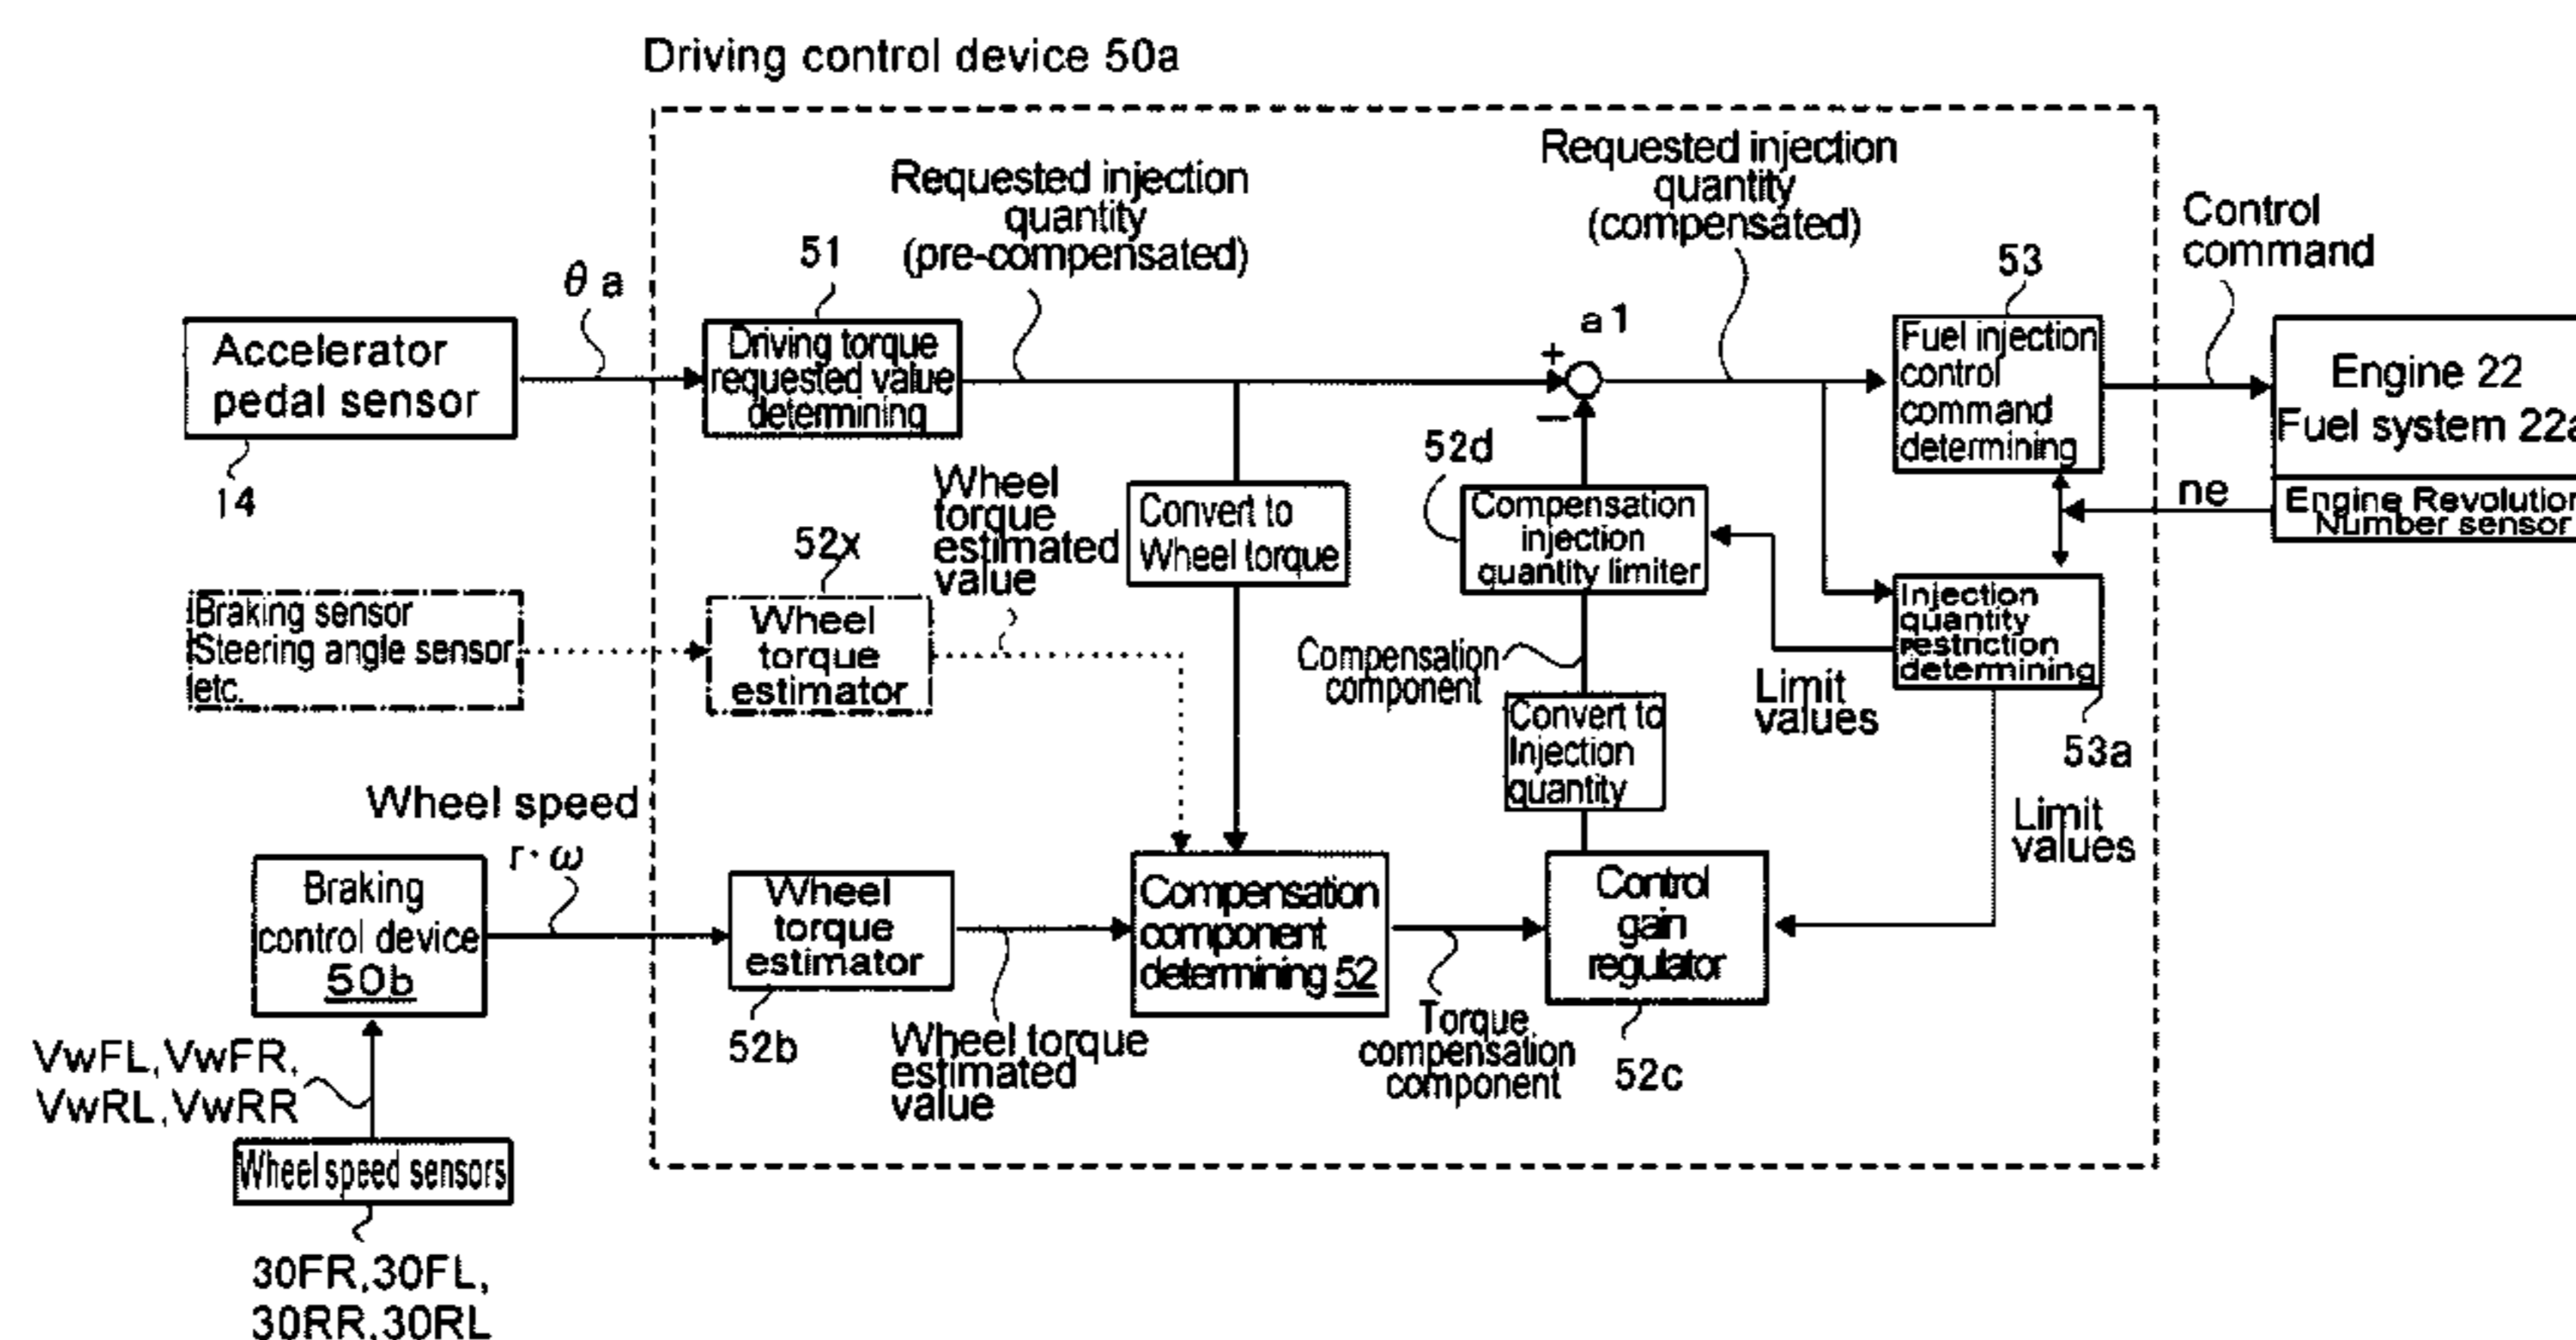 Driving control device 50a
Requested injection
quantity
(pre-compensated)
Requested injection
quantity
(compensated)
Control
command
51
53
θ a
a 1
Accelerator
pedal sensor
14
Driving torque
requested value
determining
+
−
Fuel injection
control
command
determining
Engine 22
Fuel system 22a
ne
Engine Revolution
Number sensor
52d
Wheel
torque
estimated
value
Convert to
Wheel torque
Compensation
injection
quantity limiter
52x
Braking sensor
Steering angle sensor
etc.
Wheel
torque
estimator
Injection
quantity
restriction
determining
53a
Compensation
component
Limit
values
Convert to
Injection
quantity
Limit
values
Wheel speed
r・ω
Braking
control device
50b
Wheel
torque
estimator
52b
Wheel torque
estimated
value
Compensation
component
determining 52
Torque
compensation
component
Control
gain
regulator
52c
VwFL,VwFR,
VwRL,VwRR
Wheel speed sensors
30FR,30FL,
30RR,30RL